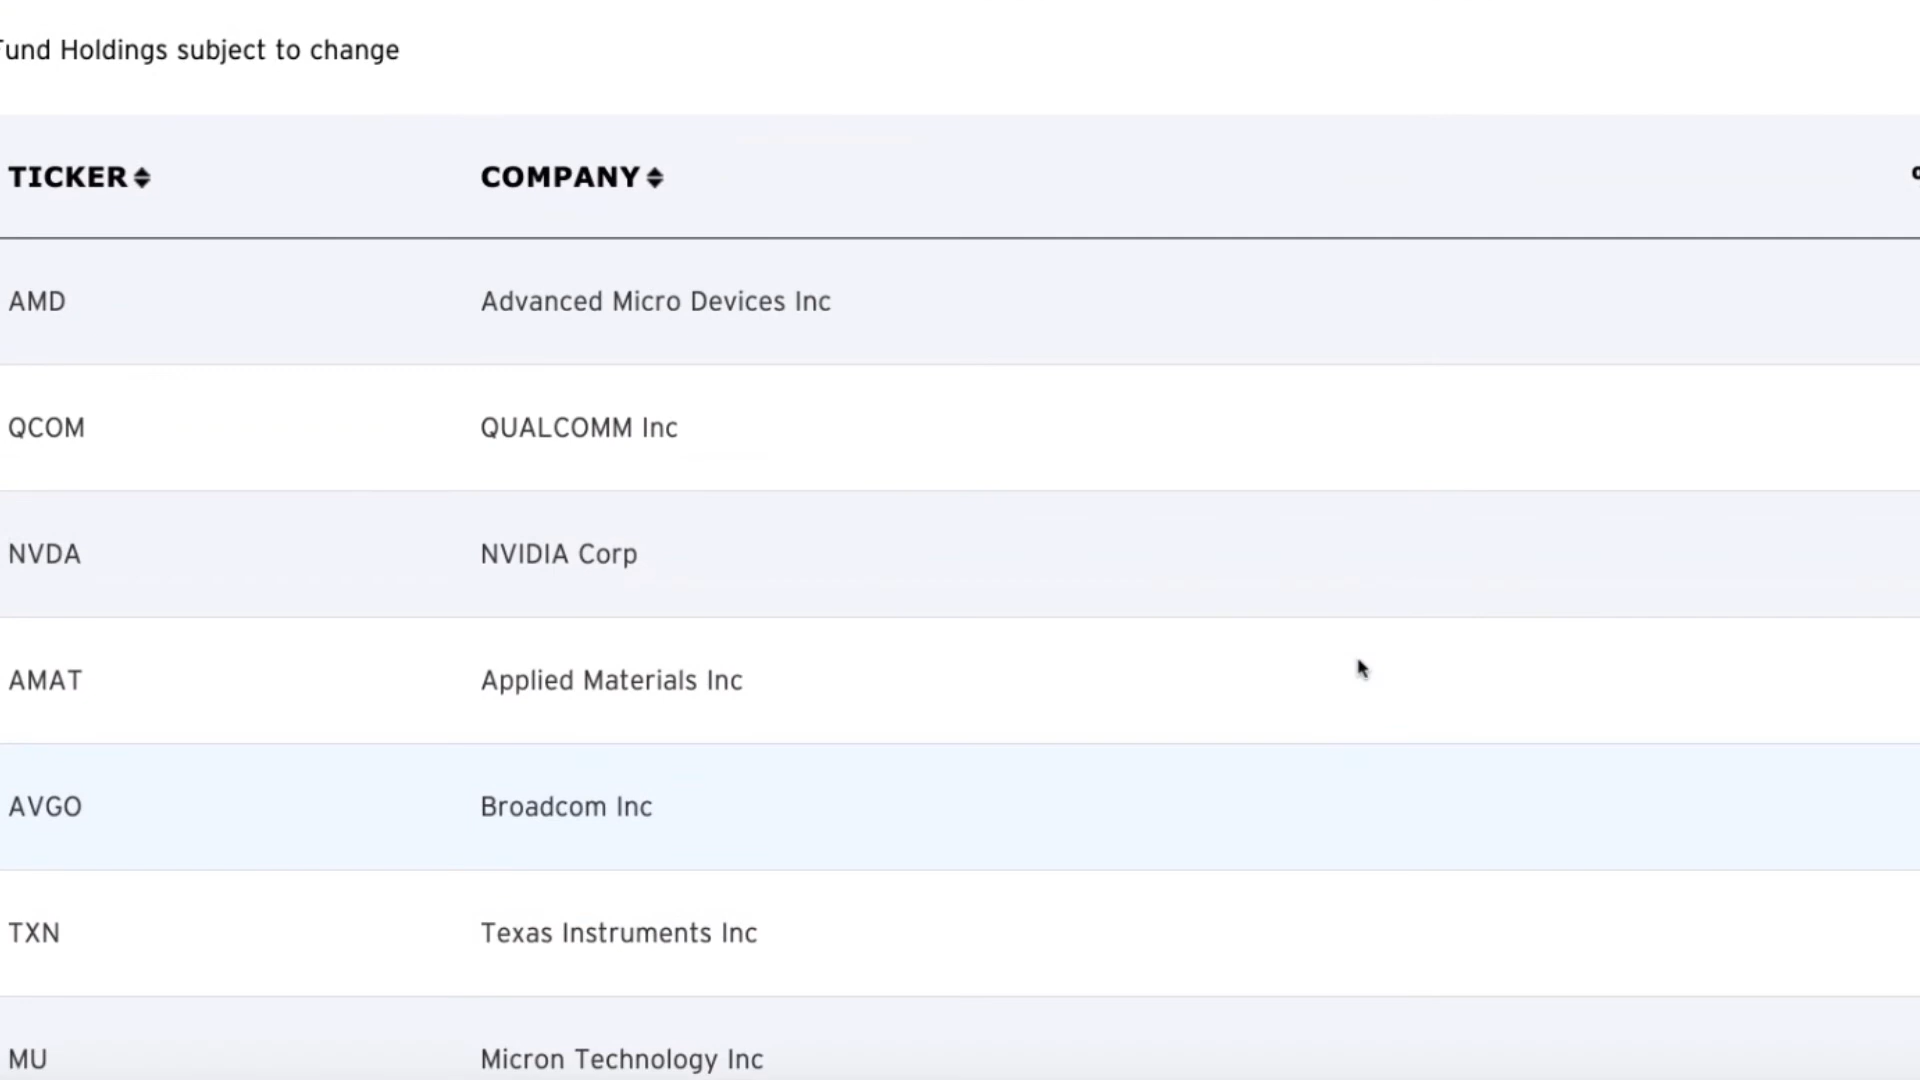 Fund Holdings subject to change
TICKER COMPANY
AMD Advanced Micro Devices Inc
QCOM QUALCOMM Inc
NVDA NVIDIA Corp
AMAT Applied Materials Inc
AVGO Broadcom Inc
TXN Texas Instruments Inc
MU Micron Technology Inc